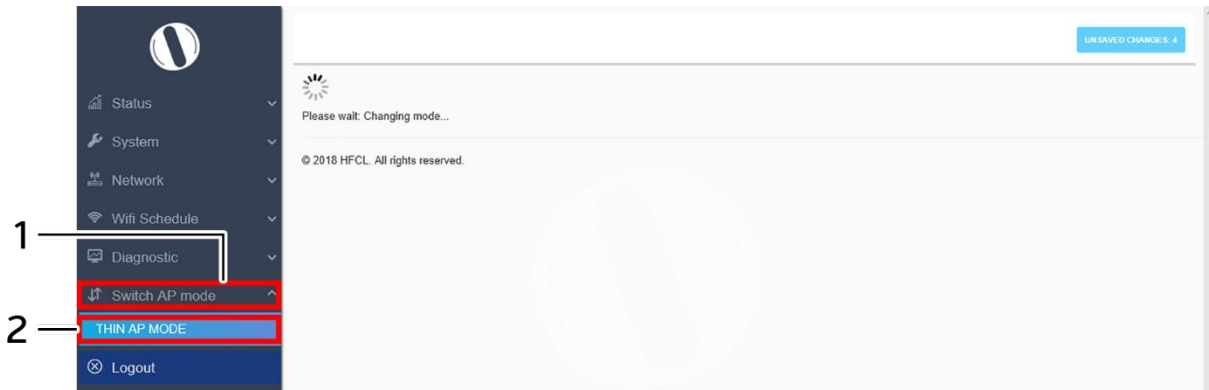 UNSAVED CHANGES: 4
Status
System
Network
Wifi Schedule
Diagnostic
Switch AP mode
THIN AP MODE
Logout
Please wait: Changing mode...
© 2018 HFCL. All rights reserved.
1
2